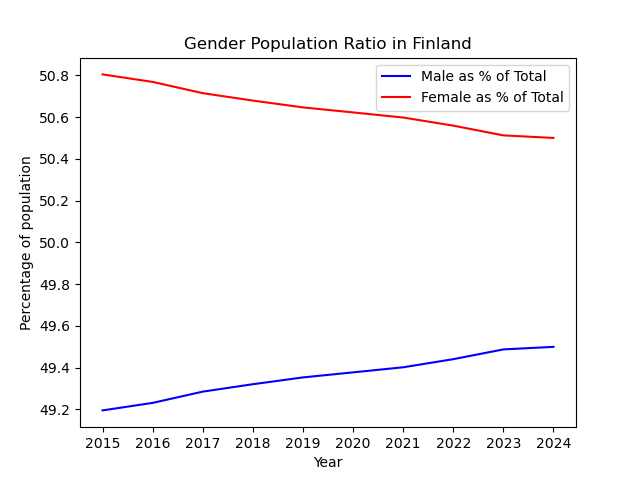 Gender Population Ratio in Finland
Male as % of Total
Female as % of Total
Percentage of population
50.8
50.6
50.4
50.2
50.0
49.8
49.6
49.4
49.2
2015 2016 2017 2018 2019 2020 2021 2022 2023 2024
Year